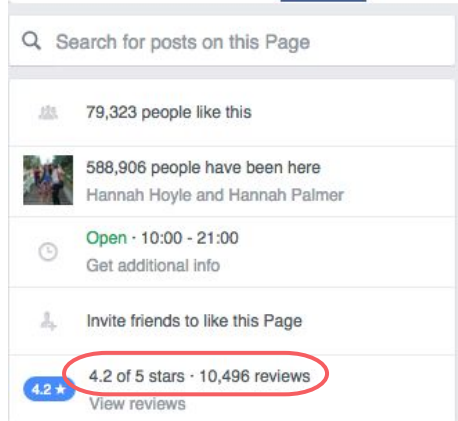 Search for posts on this Page
79,323 people like this
588,906 people have been here
Hannah Hoyle and Hannah Palmer
Open · 10:00 - 21:00
Get additional info
Invite friends to like this Page
4.2 of 5 stars · 10,496 reviews
4.2 ★
View reviews